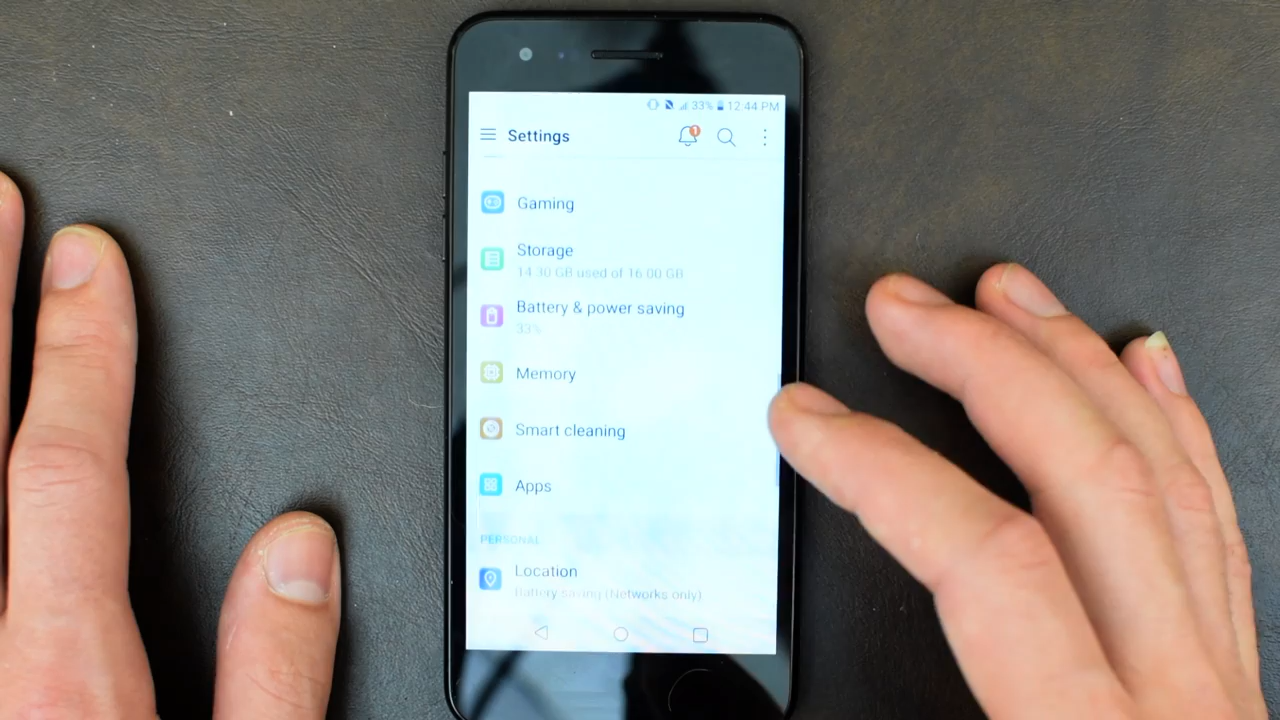 33% 12:44 PM
Settings
1
Gaming
Storage
14.30 GB used of 16.00 GB
Battery & power saving
33%
Memory
Smart cleaning
Apps
PERSONAL
Location
Battery saving (Networks only)